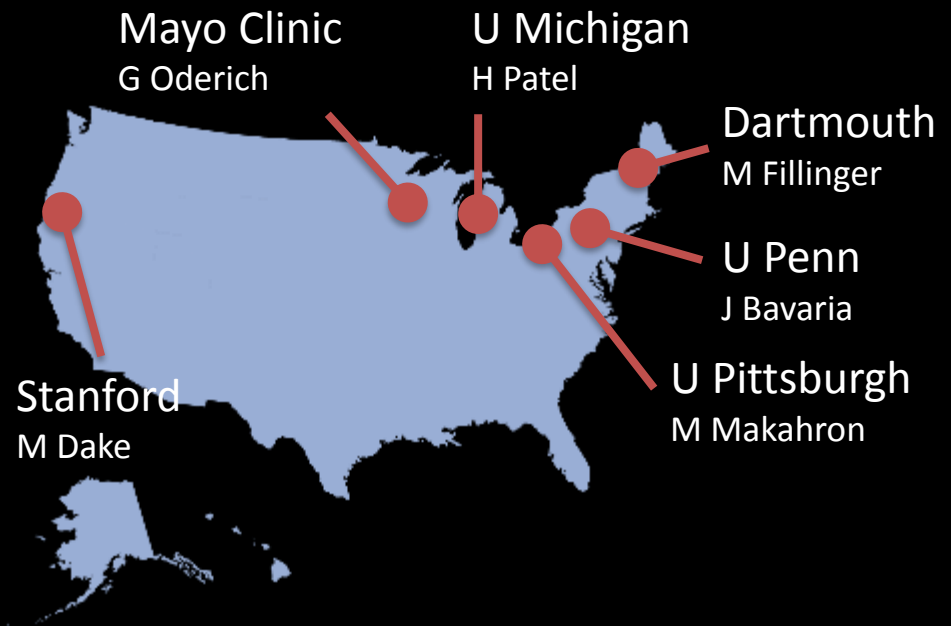 Mayo Clinic
G Oderich
U Michigan
H Patel
Dartmouth
M Fillinger
U Penn
J Bavaria
U Pittsburgh
M Makahron
Stanford
M Dake